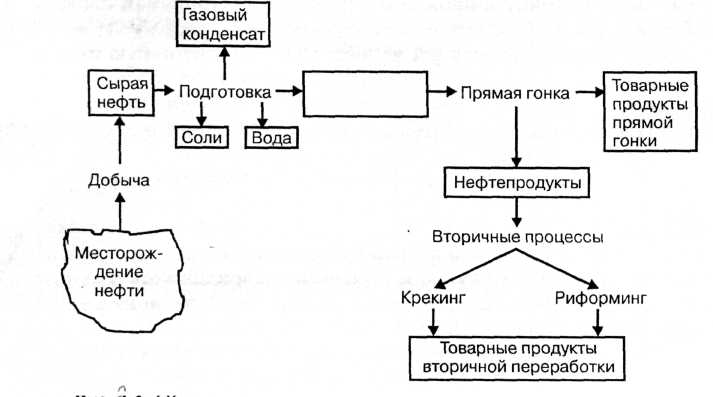 Газовый
конденсат
Сырая
нефть
Подготовка
Прямая гонка
Товарные
продукты
прямой
гонки
Соли
Вода
Добыча
Нефтепродукты
Месторож-
дение
нефти
Вторичные процессы
Крекинг
Риформинг
Товарные продукты
вторичной переработки